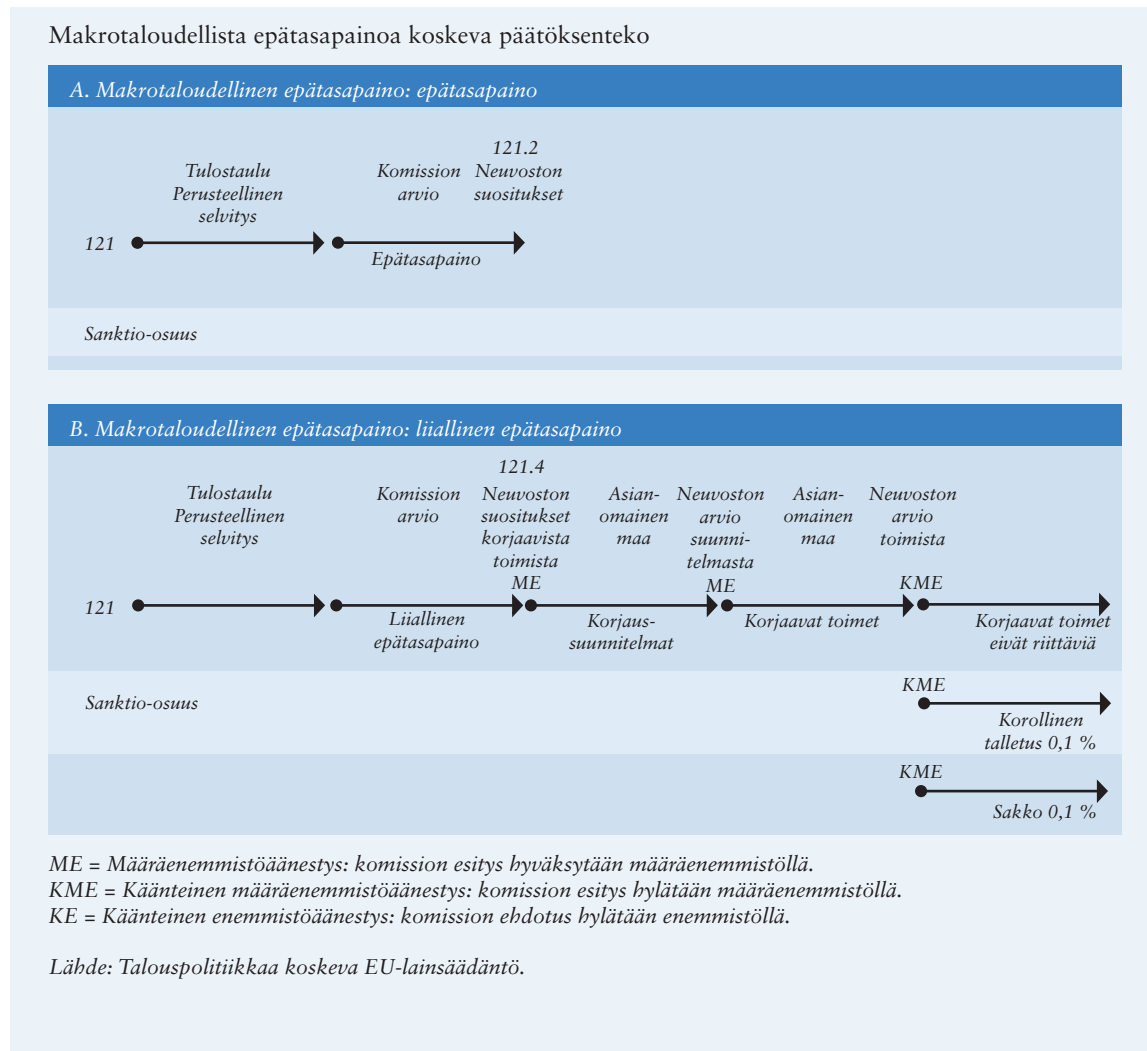 Makrotaloudellista epätasapainoa koskeva päätöksenteko
A. Makrotaloudellinen epätasapaino: epätasapaino
121.2
Tulostaulu Komission Neuvoston
Perusteellinen arvio suositukset
selvitys
121
Epätasapaino
Sanktio-osuus
B. Makrotaloudellinen epätasapaino: liiallinen epätasapaino
121.4
Tulostaulu Komission Neuvoston Asian- Neuvoston Asian- Neuvoston
Perusteellinen arvio suositukset omainen arvio omainen arvio
selvitys korjaavista maa suunni- maa toimista
toimista telmasta
ME ME KME
121
Liiallinen Korjaus- Korjaavat toimet Korjaavat toimet
epätasapaino suunnitelmat eivät riittäviä
KME
Sanktio-osuus
Korollinen
talletus 0,1 %
KME
Sakko 0,1 %
ME = Määräenemmistöäänestys: komission esitys hyväksytään määräenemmistöllä.
KME = Käänteinen määräenemmistöäänestys: komission esitys hylätään määräenemmistöllä.
KE = Käänteinen enemmistöäänestys: komission ehdotus hylätään enemmistöllä.
Lähde: Talouspolitiikkaa koskeva EU-lainsäädäntö.